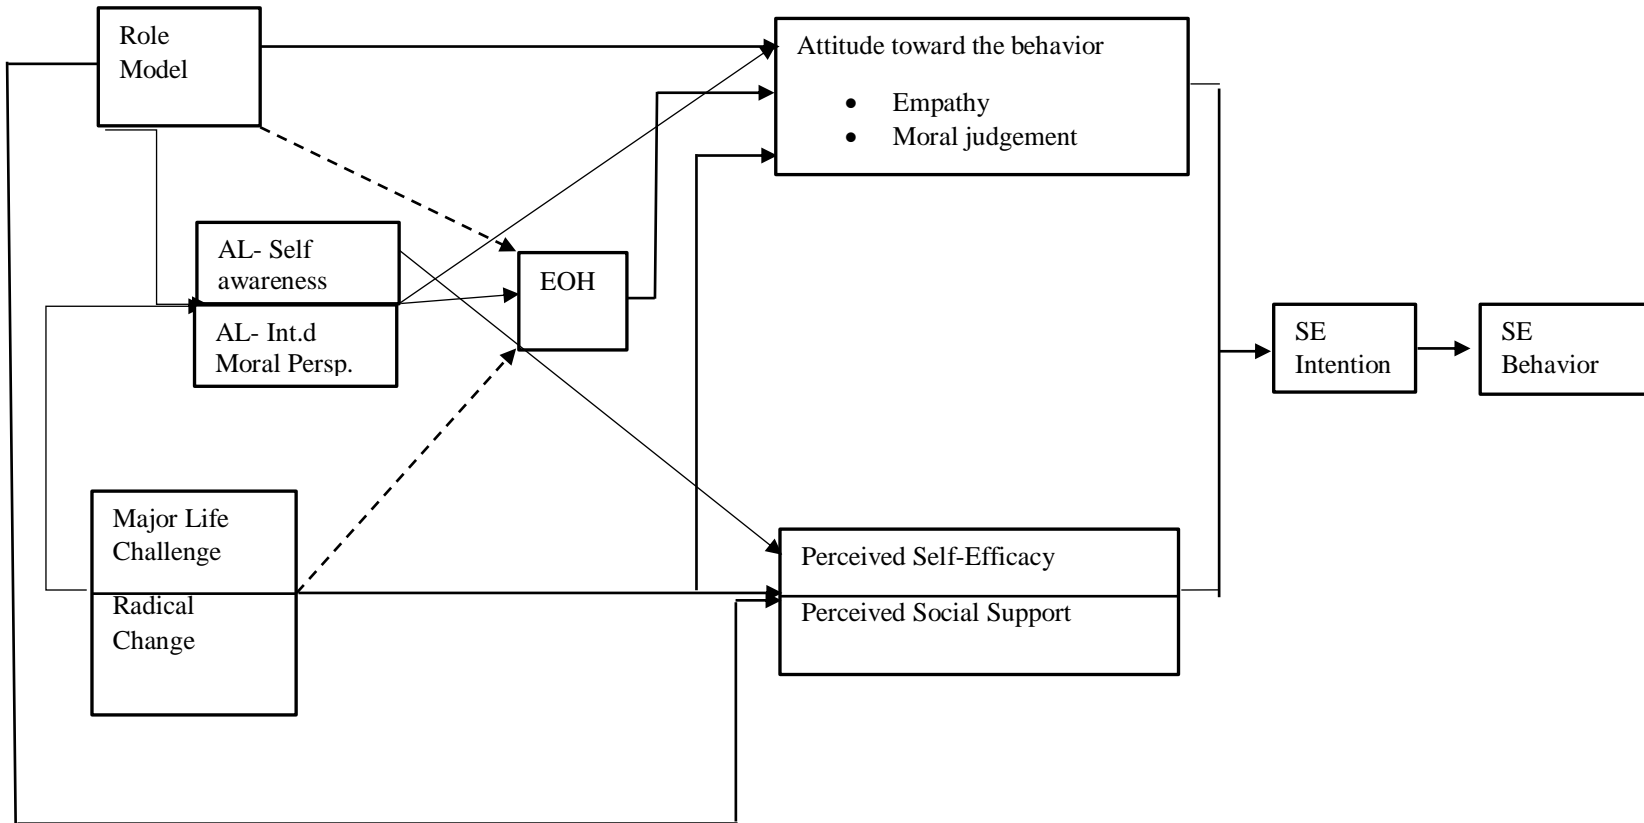 Role
Model
Attitude toward the behavior
• Empathy
• Moral judgement
AL- Self
awareness
AL- Int.d
Moral Persp.
EOH
SE
Intention
SE
Behavior
Major Life
Challenge
Radical
Change
Perceived Self-Efficacy
Perceived Social Support